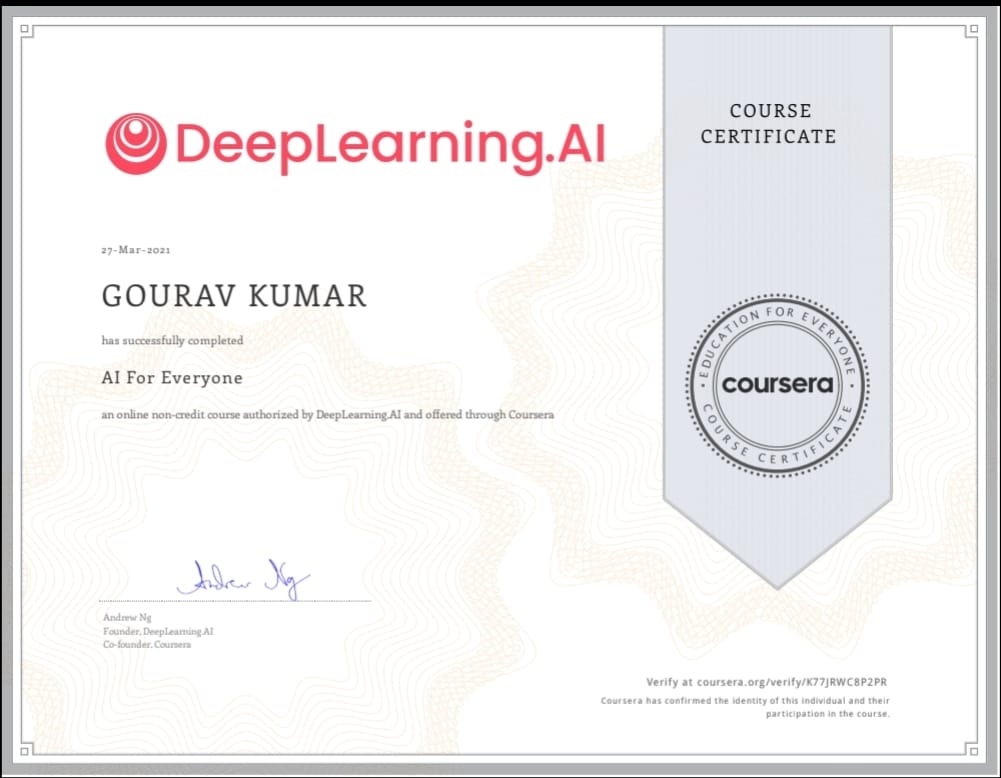 DeepLearning.AI
COURSE
CERTIFICATE
27-Mar-2021
GOURAV KUMAR
has successfully completed
AI For Everyone
an online non-credit course authorized by DeepLearning.AI and offered through Coursera
EDUCATION FOR EVERYONE
coursera
COURSE CERTIFICATE
Andrew Ng
Andrew Ng
Founder, DeepLearning.AI
Co-founder, Coursera
Verify at coursera.org/verify/K77JRWC8P2PR
Coursera has confirmed the identity of this individual and their
participation in the course.